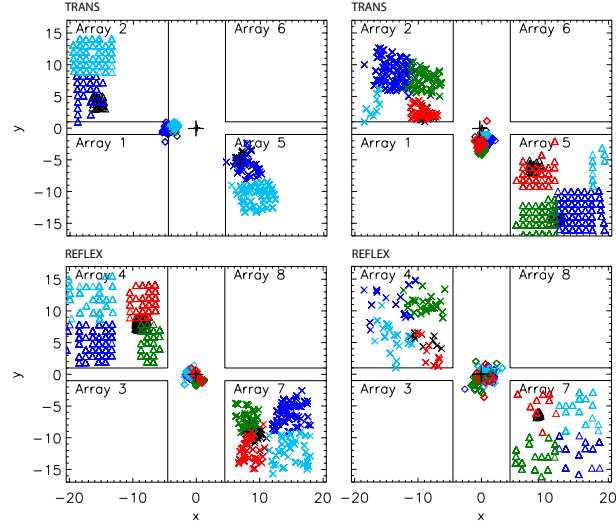 TRANS TRANS
Array 2 Array 6 Array 2 Array 6
15
10
5
y 0
Array 1 Array 5 Array 1 Array 5
−5
−10
−15
REFLEX REFLEX
Array 4 Array 8 Array 4 Array 8
15
10
5
y 0
Array 3 Array 7 Array 3 Array 7
−5
−10
−15
−20 −10 0 10 20 −20 −10 0 10 20
x x